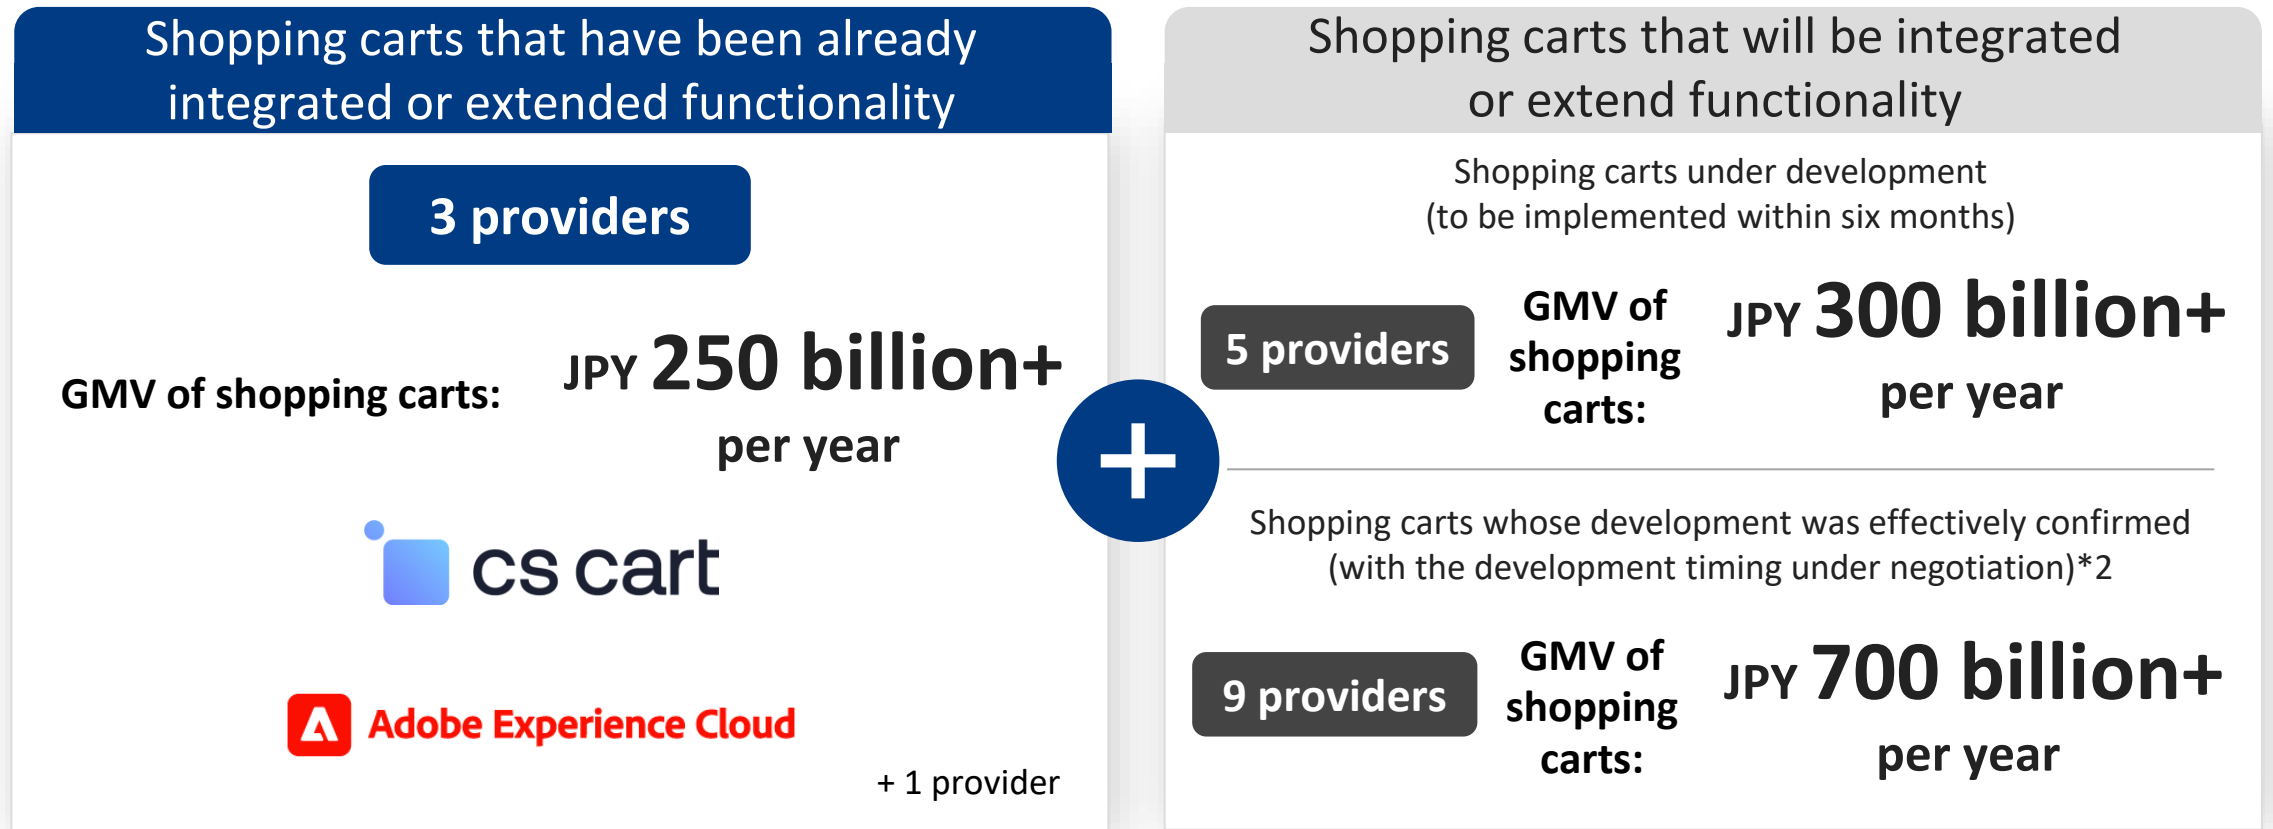 Shopping carts that have been already
integrated or extended functionality
3 providers
GMV of shopping carts:
JPY 250 billion+
per year
cs cart
Adobe Experience Cloud
+ 1 provider
+
Shopping carts that will be integrated
or extend functionality
Shopping carts under development
(to be implemented within six months)
5 providers
GMV of
shopping
carts:
JPY 300 billion+
per year
Shopping carts whose development was effectively confirmed
(with the development timing under negotiation)*2
9 providers
GMV of
shopping
carts:
JPY 700 billion+
per year